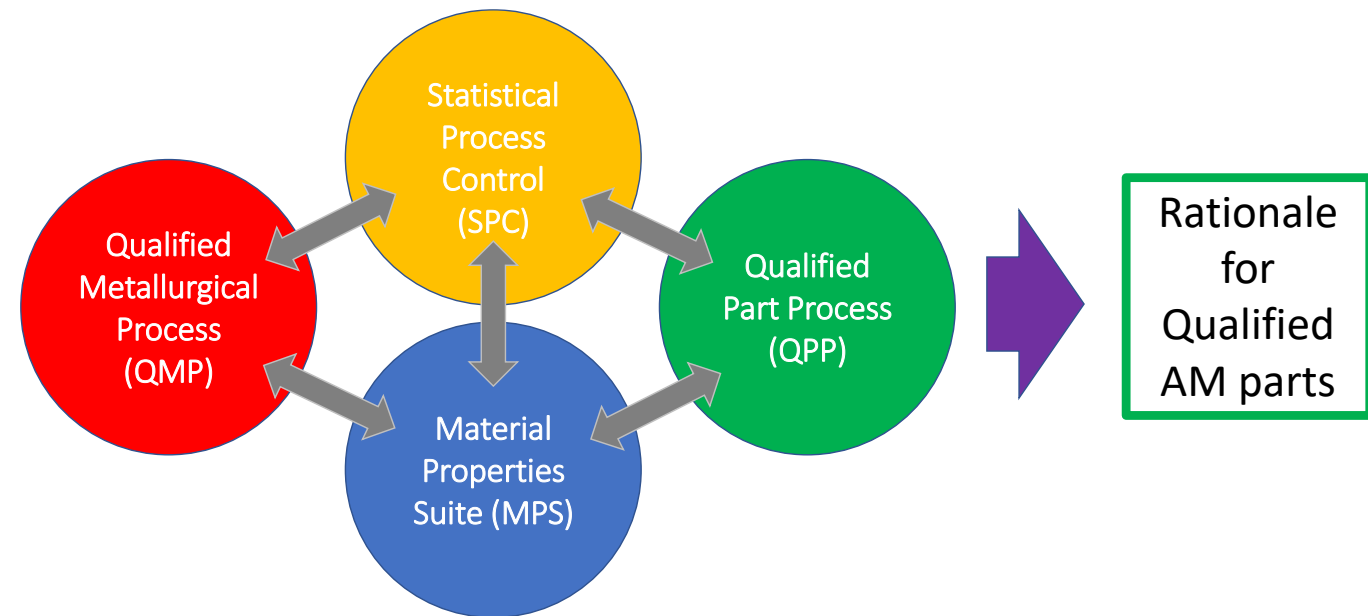 Statistical
Process
Control
(SPC)
Qualified
Metallurgical
Process
(QMP)
Material
Properties
Suite (MPS)
Qualified
Part Process
(QPP)
Rationale
for
Qualified
AM parts